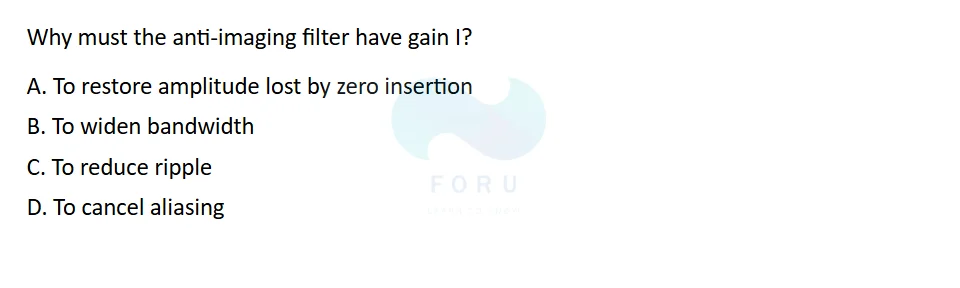 Why must the anti-imaging filter have gain I?
A. To restore amplitude lost by zero insertion
B. To widen bandwidth
C. To reduce ripple
D. To cancel aliasing
FORU